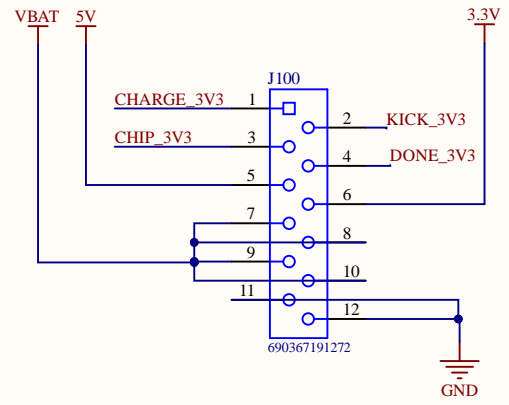 VBAT 5V 3.3V
J100
CHARGE_3V3 1
2 KICK_3V3
CHIP_3V3 3
4 DONE_3V3
5
6
7
8
9
10
11
12
690367191272
GND